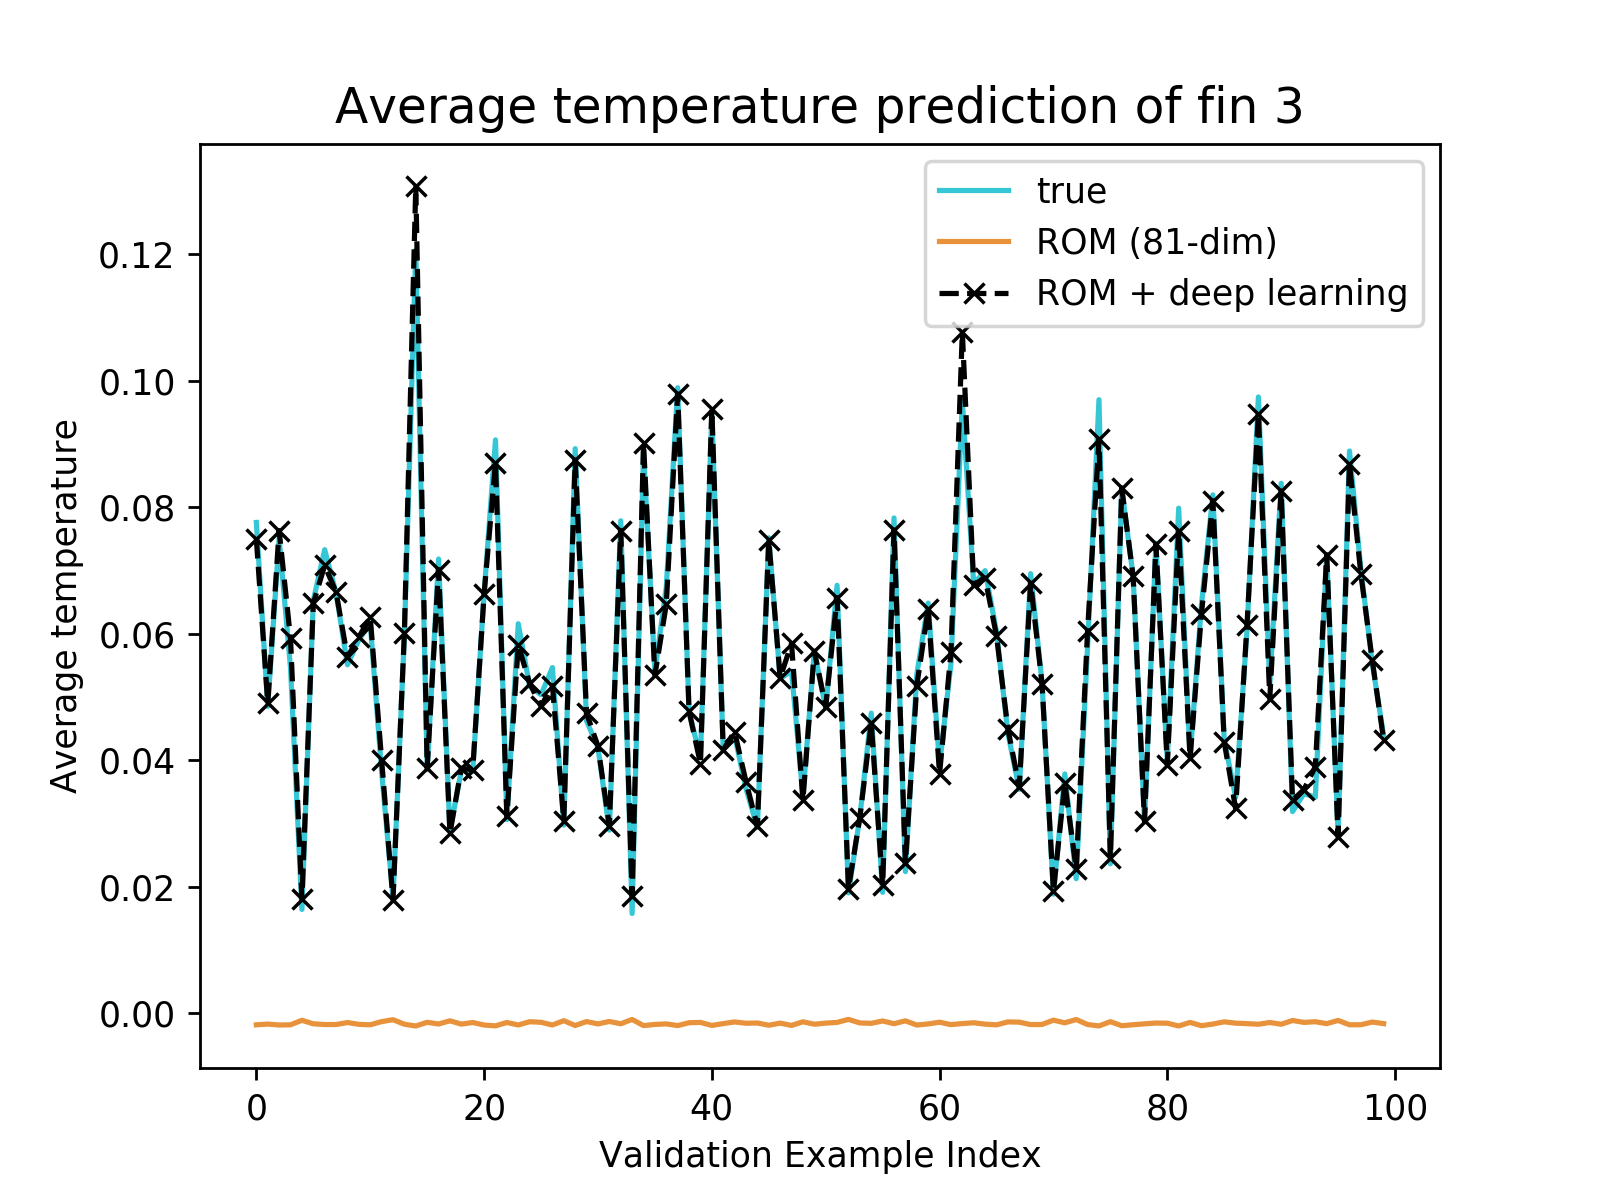 Average temperature prediction of fin 3
true
ROM (81-dim)
ROM + deep learning
0.12
0.10
0.08
0.06
0.04
0.02
0.00
Average temperature
0 20 40 60 80 100
Validation Example Index